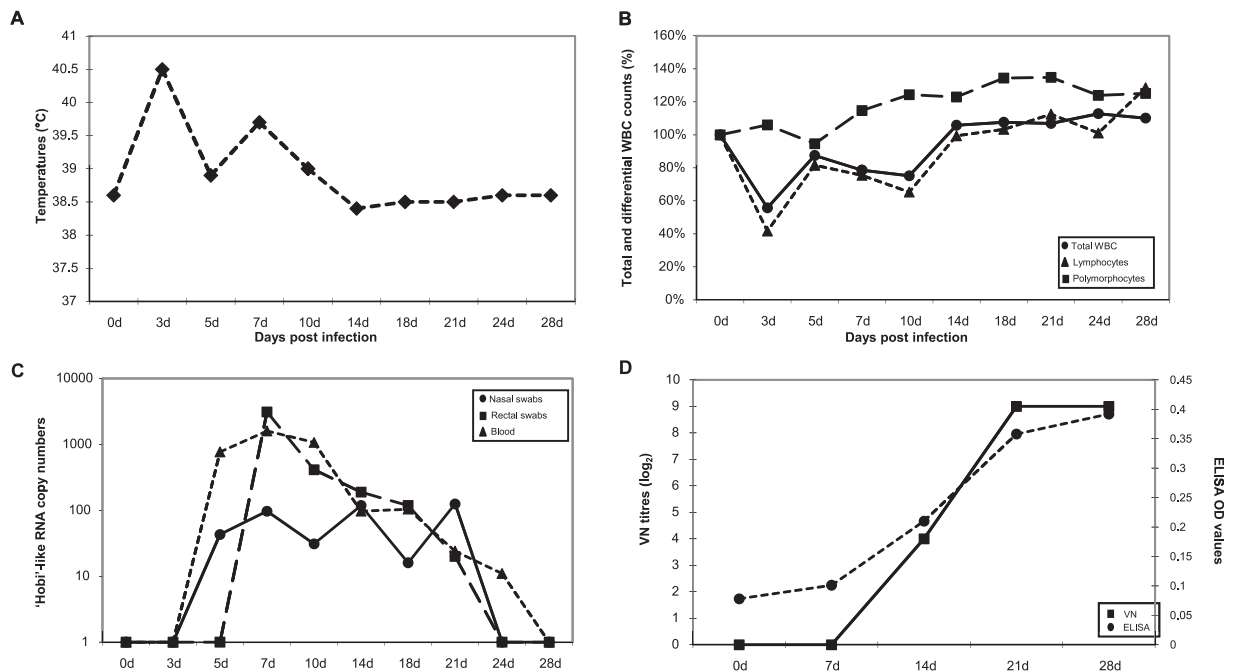 A
Temperatures (°C)
41
40.5
40
39.5
39
38.5
38
37.5
37
0d 3d 5d 7d 10d 14d 18d 21d 24d 28d
Days post infection
B
Total and differential WBC counts (%)
160%
140%
120%
100%
80%
60%
40%
20%
0%
Total WBC
Lymphocytes
Polymorphocytes
0d 3d 5d 7d 10d 14d 18d 21d 24d 28d
Days post infection
C
'Hobi'-like RNA copy numbers
10000
1000
100
10
1
Nasal swabs
Rectal swabs
Blood
0d 3d 5d 7d 10d 14d 18d 21d 24d 28d
D
VN titres (log2)
10
9
8
7
6
5
4
3
2
1
0
0.45
0.4
0.35
0.3
0.25
0.2
0.15
0.1
0.05
0
ELISA OD values
VN
ELISA
0d 7d 14d 21d 28d